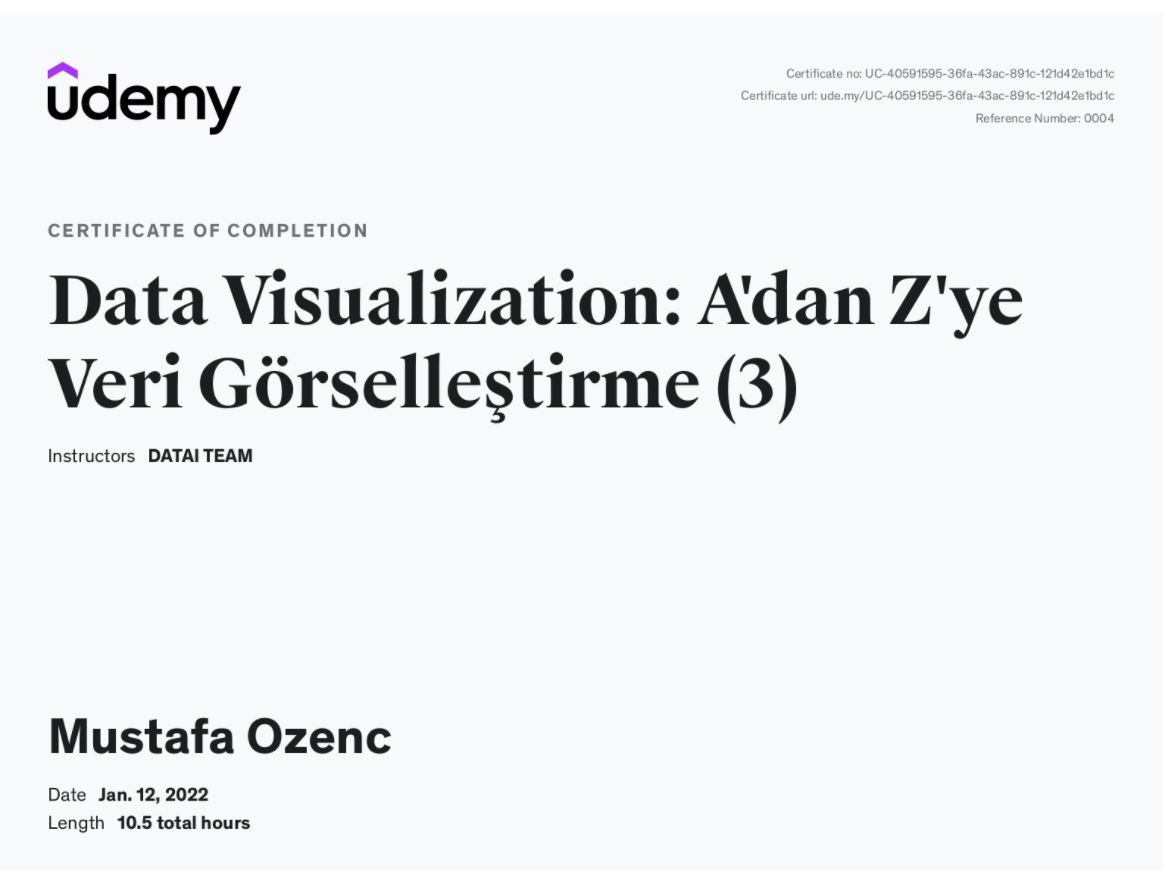 udemy
Certificate no: UC-40591595-36fa-43ac-891c-121d42e1bd1c
Certificate url: ude.my/UC-40591595-36fa-43ac-891c-121d42e1bd1c
Reference Number: 0004
CERTIFICATE OF COMPLETION
Data Visualization: A'dan Z'ye
Veri Görselleştirme (3)
Instructors DATAI TEAM
Mustafa Ozenc
Date Jan. 12, 2022
Length 10.5 total hours